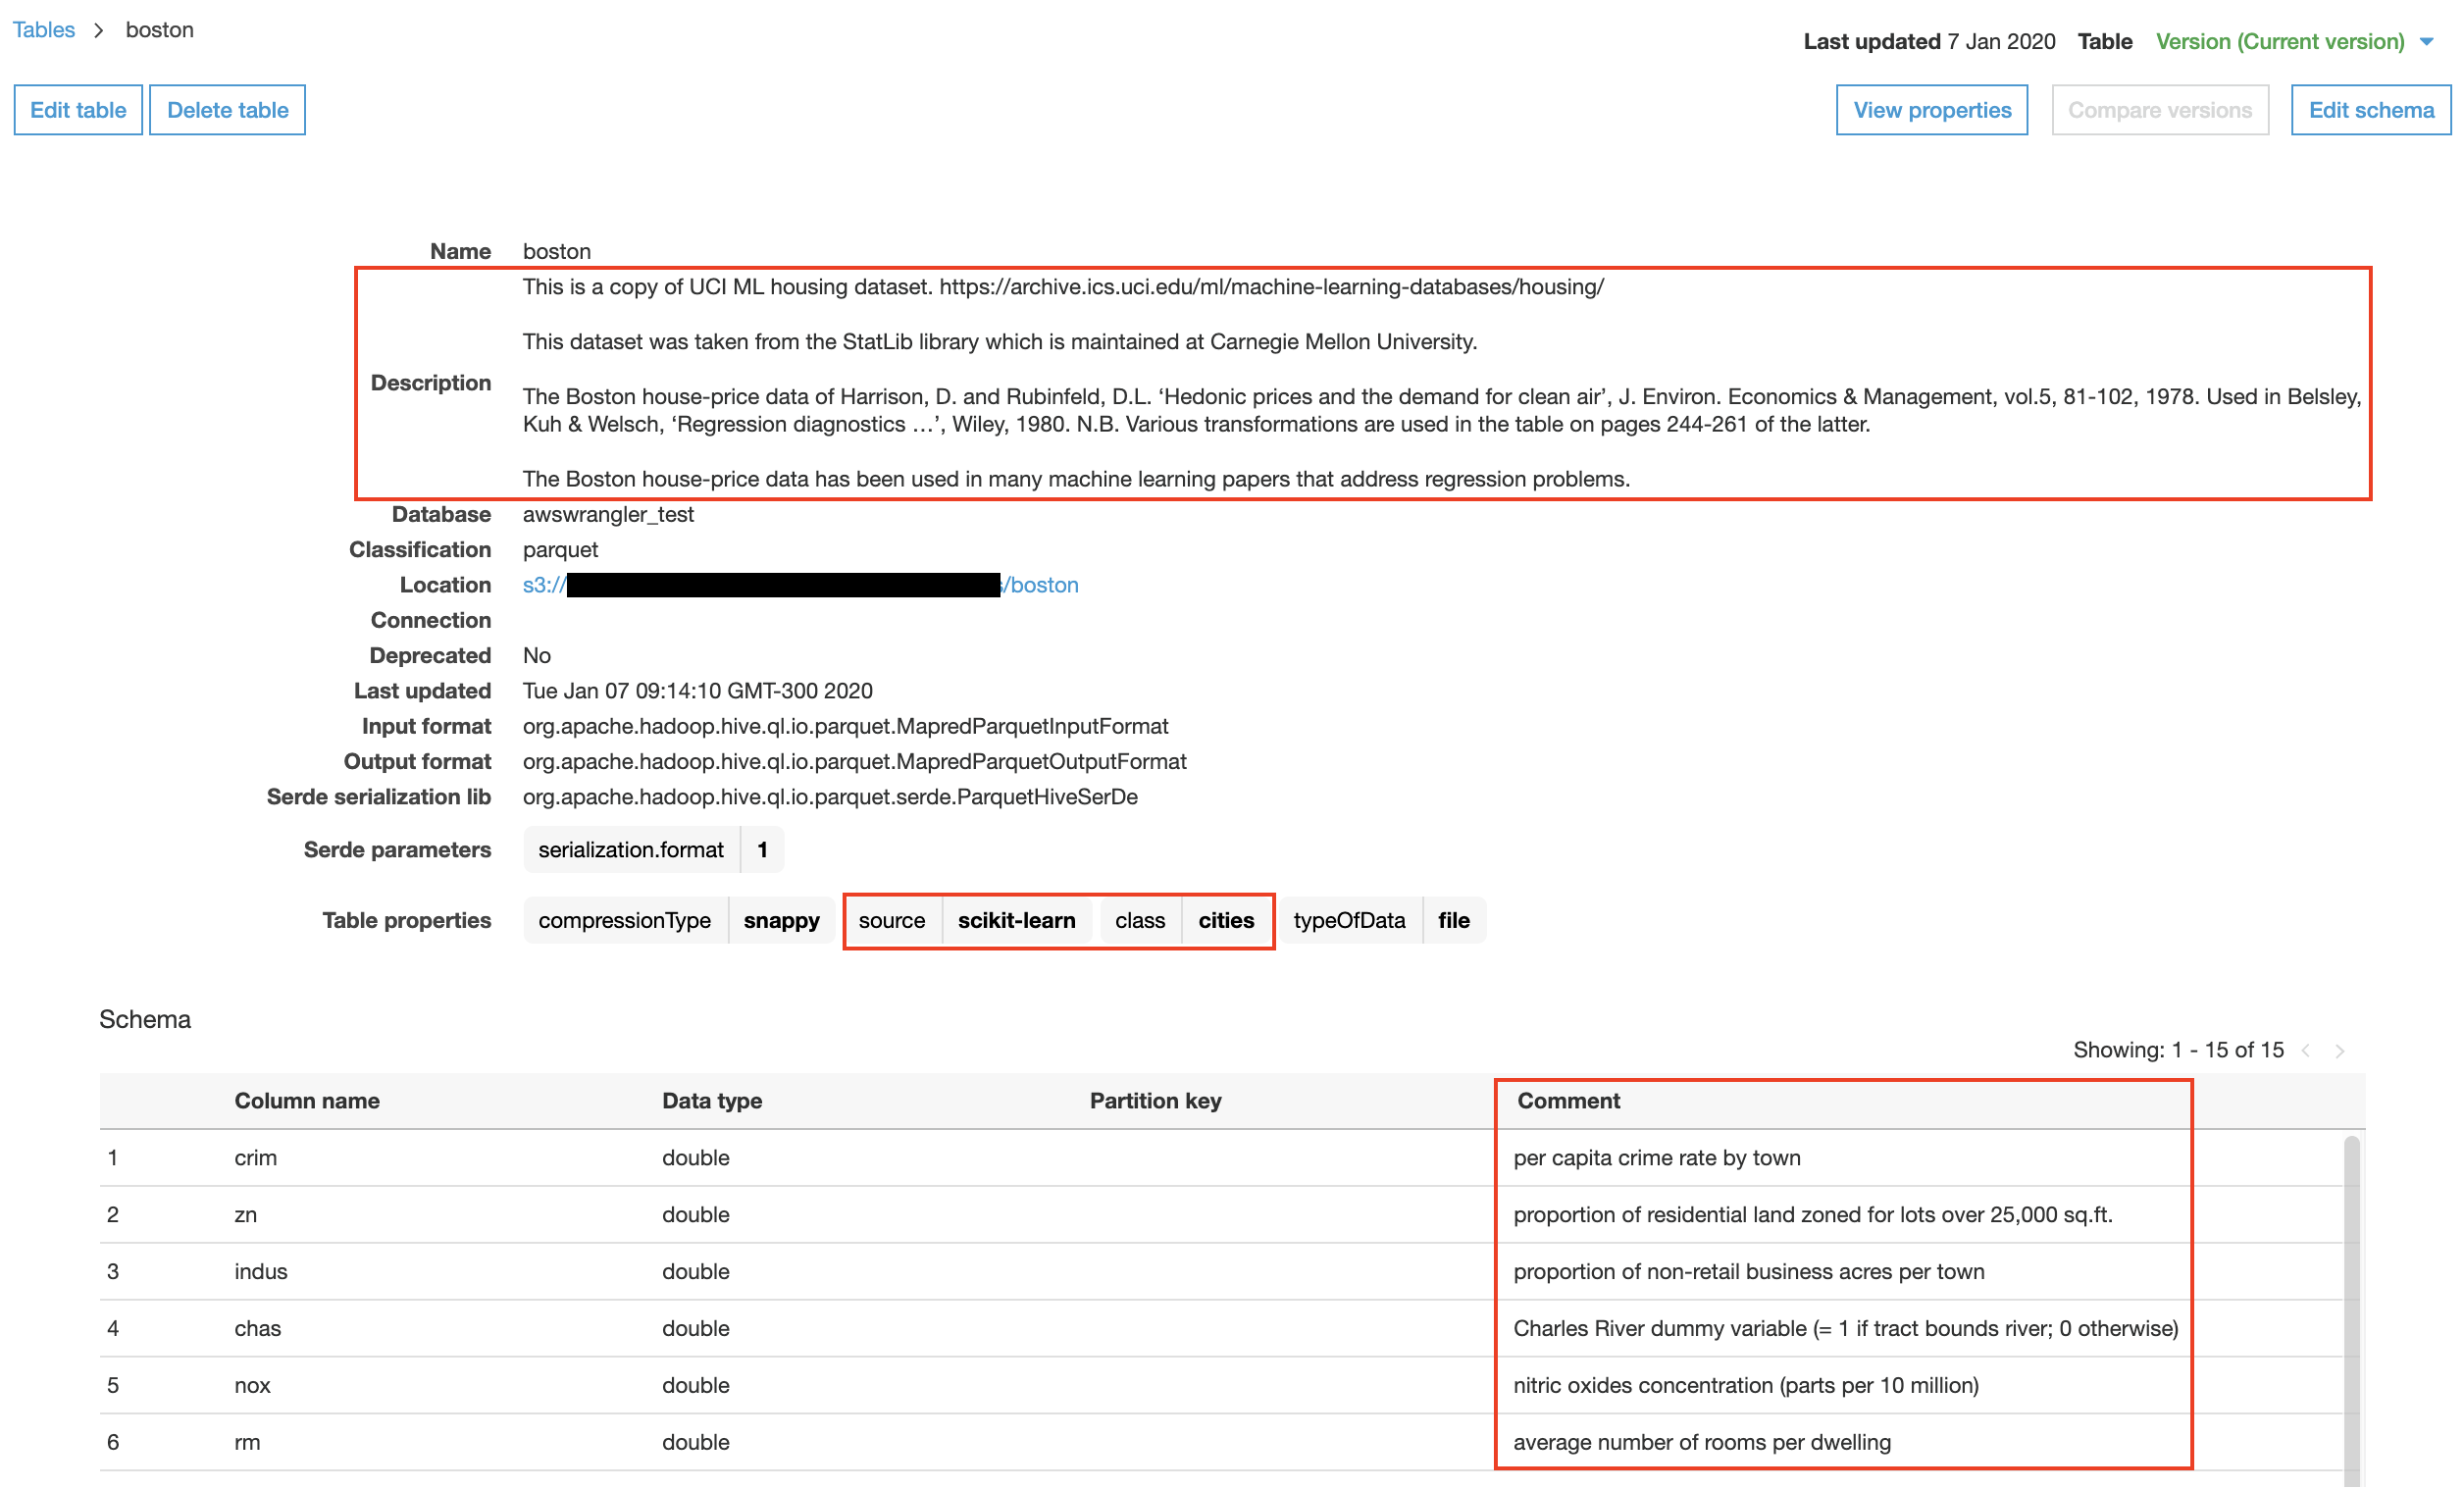 Tables > boston
Last updated 7 Jan 2020 Table Version (Current version)
Edit table Delete table View properties Compare versions Edit schema
Name boston
Description This is a copy of UCI ML housing dataset. https://archive.ics.uci.edu/ml/machine-learning-databases/housing/
This dataset was taken from the StatLib library which is maintained at Carnegie Mellon University.
The Boston house-price data of Harrison, D. and Rubinfeld, D.L. ‘Hedonic prices and the demand for clean air’, J. Environ. Economics & Management, vol.5, 81-102, 1978. Used in Belsley,
Kuh & Welsch, ‘Regression diagnostics …’, Wiley, 1980. N.B. Various transformations are used in the table on pages 244-261 of the latter.
The Boston house-price data has been used in many machine learning papers that address regression problems.
Database awswrangler_test
Classification parquet
Location s3:// /boston
Connection
Deprecated No
Last updated Tue Jan 07 09:14:10 GMT-300 2020
Input format org.apache.hadoop.hive.ql.io.parquet.MapredParquetInputFormat
Output format org.apache.hadoop.hive.ql.io.parquet.MapredParquetOutputFormat
Serde serialization lib org.apache.hadoop.hive.ql.io.parquet.serde.ParquetHiveSerDe
Serde parameters serialization.format 1
Table properties compressionType snappy source scikit-learn class cities typeOfData file
Schema
Showing: 1 - 15 of 15 < >
Column name Data type Partition key Comment
1 crim double per capita crime rate by town
2 zn double proportion of residential land zoned for lots over 25,000 sq.ft.
3 indus double proportion of non-retail business acres per town
4 chas double Charles River dummy variable (= 1 if tract bounds river; 0 otherwise)
5 nox double nitric oxides concentration (parts per 10 million)
6 rm double average number of rooms per dwelling